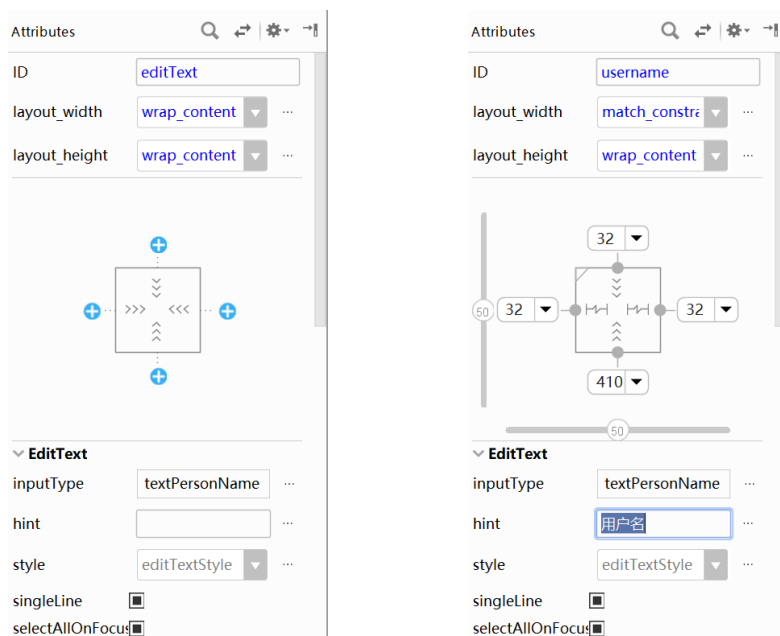 Attributes
ID
editText
layout_width
wrap_content
...
layout_height
wrap_content
...
EditText
inputType
textPersonName
...
hint
...
style
editTextStyle
...
singleLine
selectAllOnFocus
Attributes
ID
username
layout_width
match_constra
...
layout_height
wrap_content
...
32
50
32
32
410
50
EditText
inputType
textPersonName
...
hint
用户名
...
style
editTextStyle
...
singleLine
selectAllOnFocus